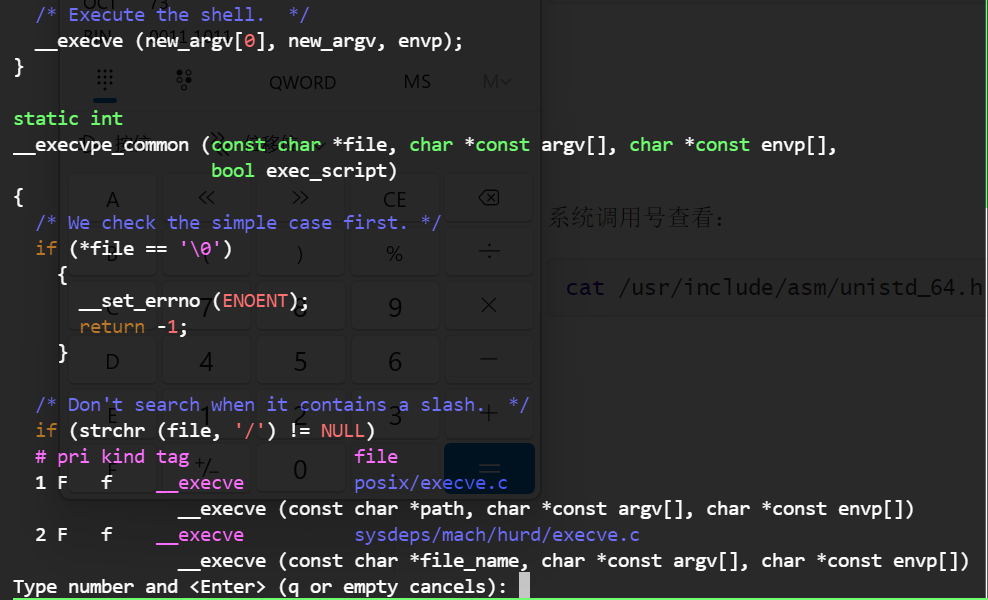 /* Execute the shell.  */
__execve (new_argv[0], new_argv, envp);
}
QWORD MS M
static int
__execvpe_common (const char *file, char *const argv[], char *const envp[],
bool exec_script)
A << >> CE
{
系统调用号查看：
/* We check the simple case first. */
if (*file == '\0')
) % ÷
{
cat /usr/include/asm/unistd_64.h
__set_errno (ENOENT);
7 8 9 ×
return -1;
}
D 4 5 6 −
/* Don't search when it contains a slash.  */
E 1 2 3 +
if (strchr (file, '/') != NULL)
# pri kind tag file
F +/− 0 =
1 F f __execve posix/execve.c
__execve (const char *path, char *const argv[], char *const envp[])
2 F f __execve sysdeps/mach/hurd/execve.c
__execve (const char *file_name, char *const argv[], char *const envp[])
Type number and <Enter> (q or empty cancels):